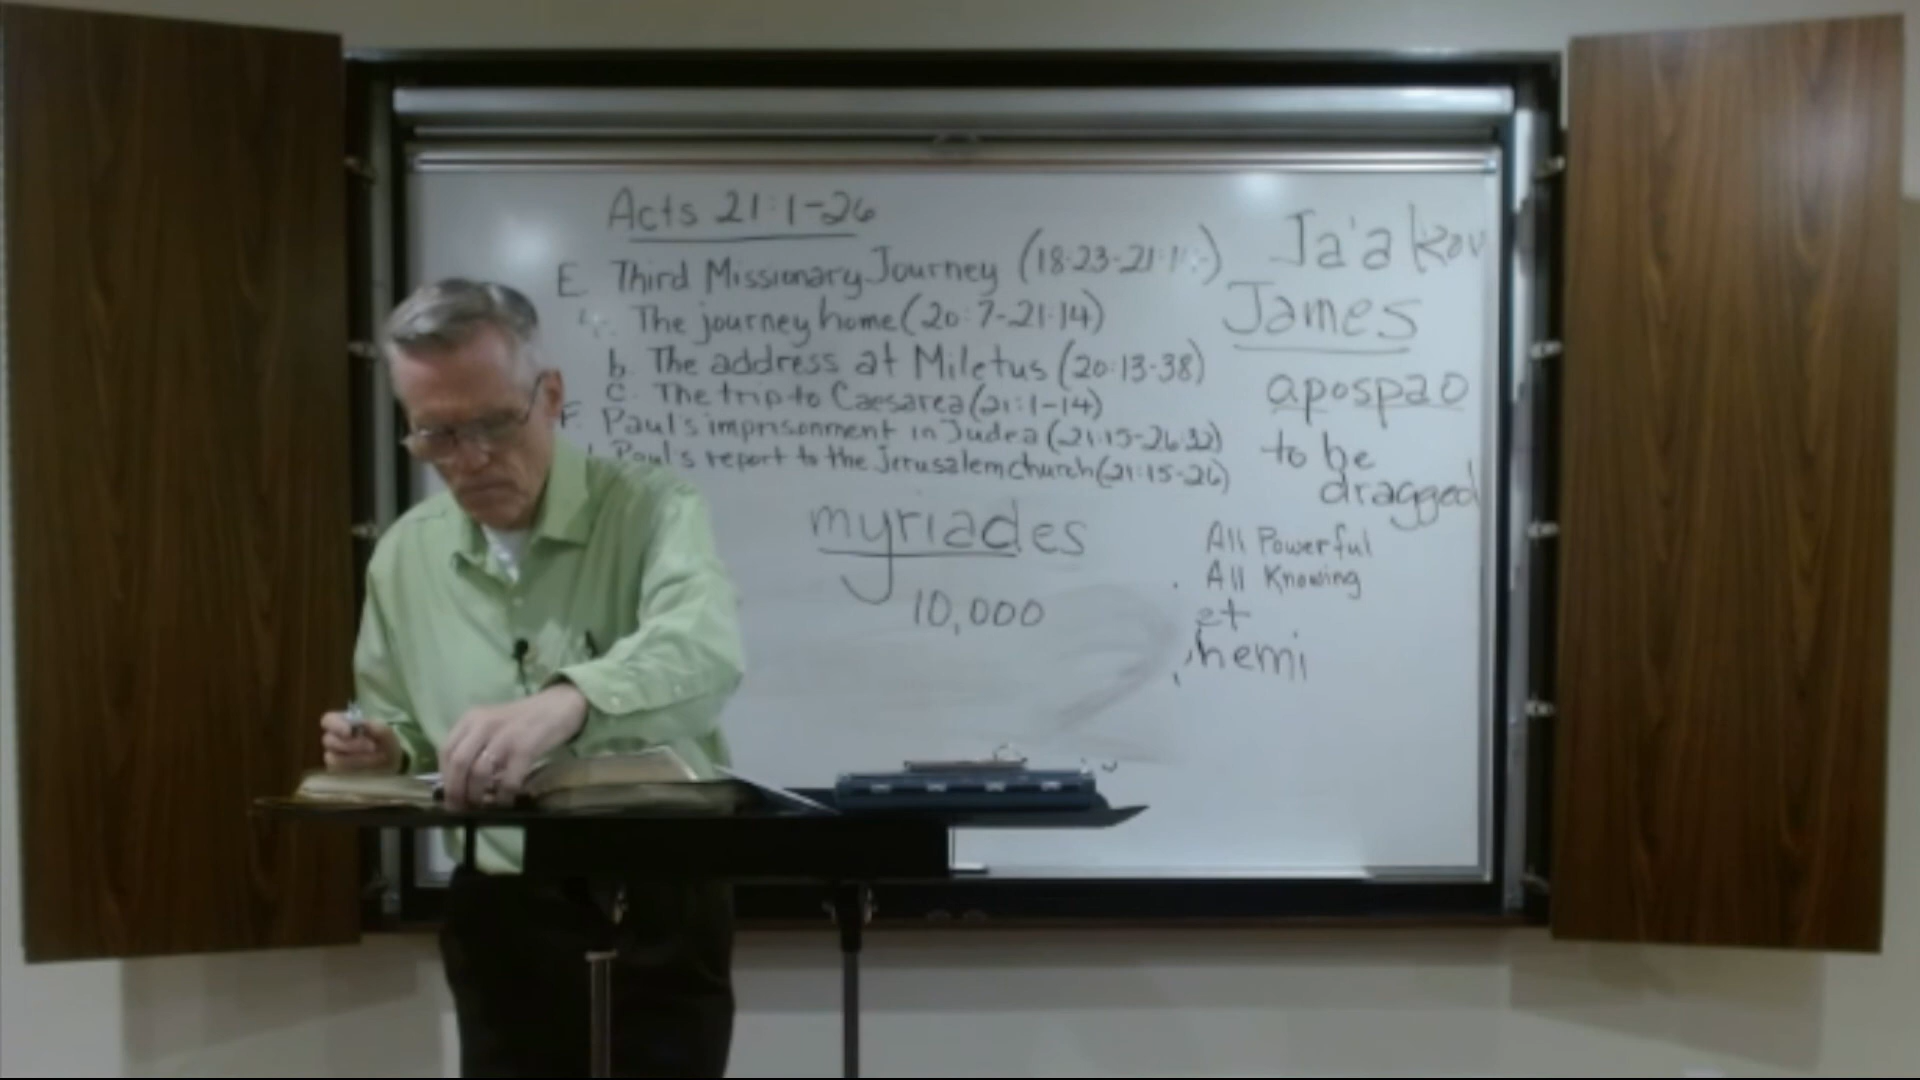 Acts 21:1-26
E. Third Missionary Journey (18:23-21:1
The journey home (20:7-21:14)
b. The address at Miletus (20:13-38)
c. The trip to Caesarea (21:1-14)
F. Paul's imprisonment in Judea (21:15-26:32)
Paul's report to the Jerusalem church (21:15-26)
myriades
10,000
Ja'akov
James
apospao
to be
dragged
All Powerful
All Knowing
et
hemi